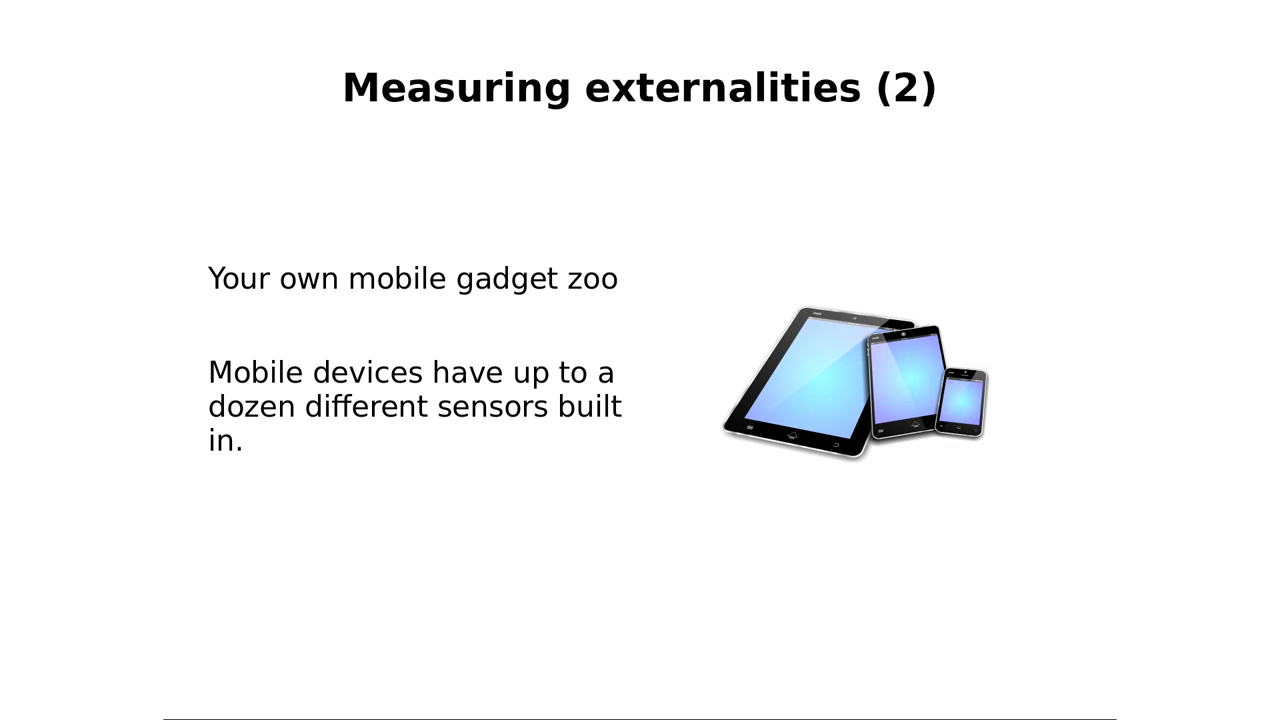 Measuring externalities (2)
Your own mobile gadget zoo
Mobile devices have up to a
dozen different sensors built
in.